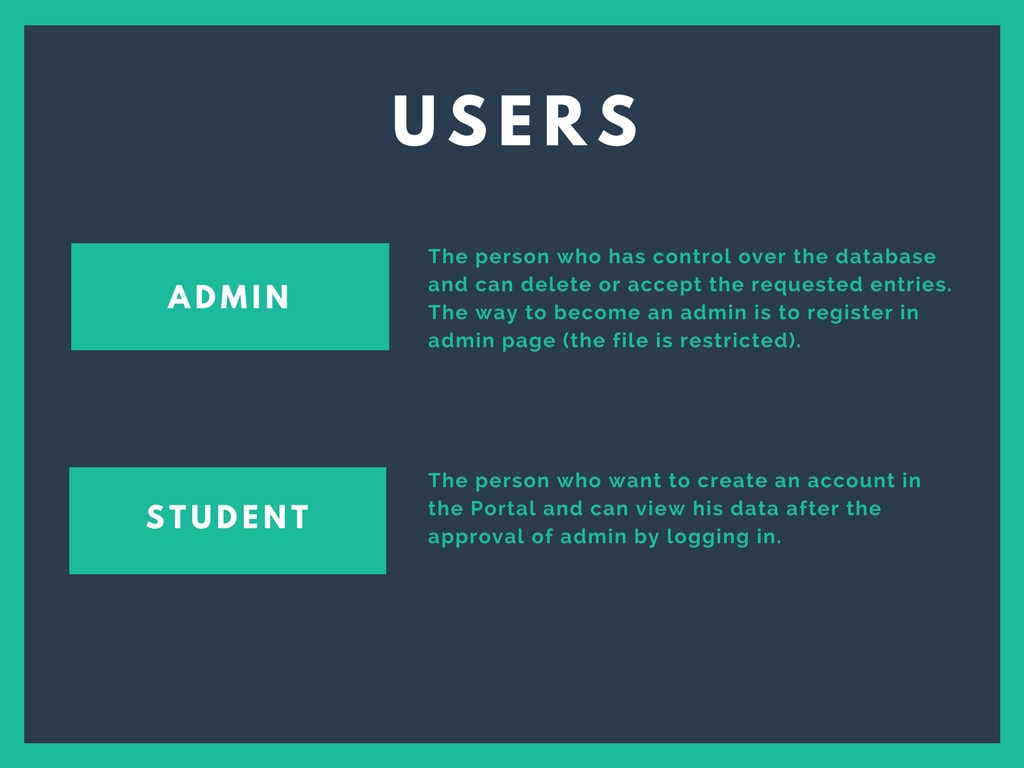 USERS
ADMIN
The person who has control over the database
and can delete or accept the requested entries.
The way to become an admin is to register in
admin page (the file is restricted).
STUDENT
The person who want to create an account in
the Portal and can view his data after the
approval of admin by logging in.